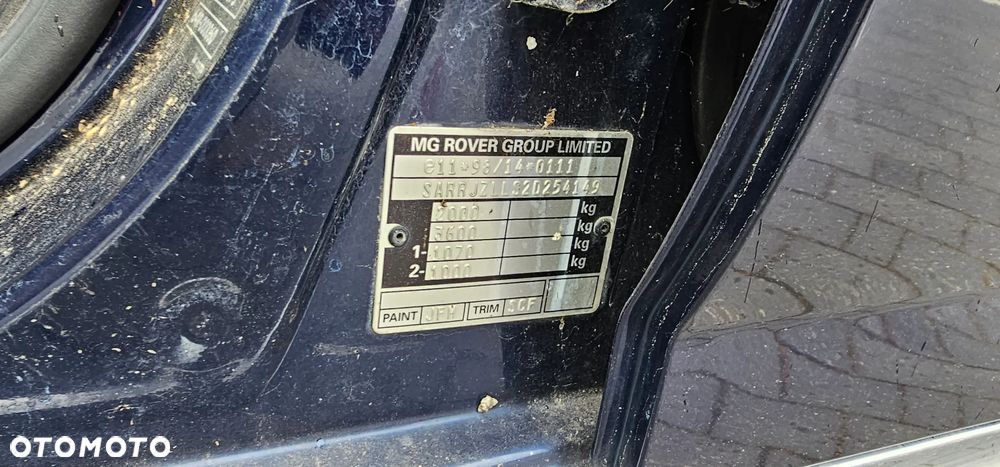 MG ROVER GROUP LIMITED
e11*98/14*0111
SARRJZLLS2D254149
2000 kg
3600 kg
1- 1070 kg
2- 1000 kg
PAINT JFM TRIM SCF
OTOMOTO
OTOMOTO